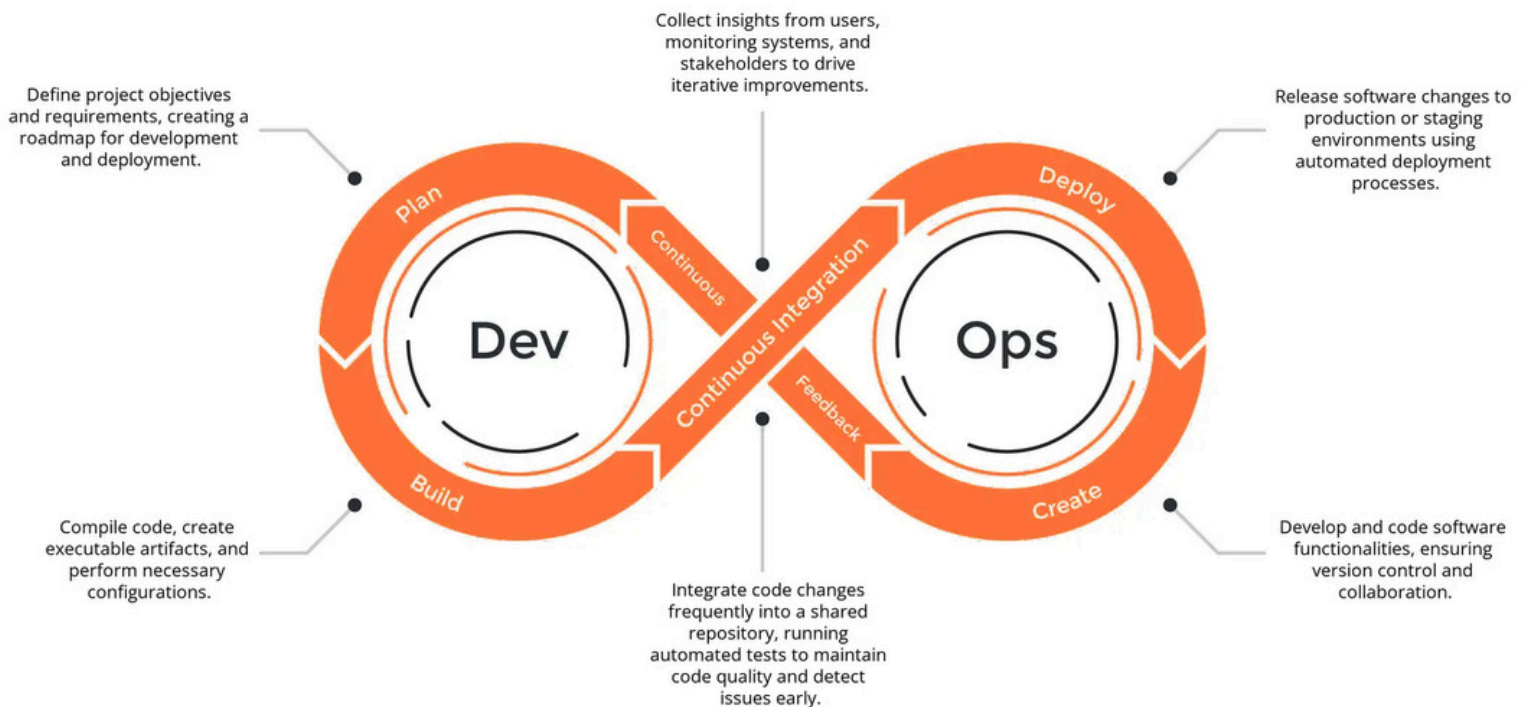 Collect insights from users,
monitoring systems, and
stakeholders to drive
iterative improvements.
Define project objectives
and requirements, creating a
roadmap for development
and deployment.
Release software changes to
production or staging
environments using
automated deployment
processes.
Plan
Continuous
Continuous Integration
Deploy
Dev
Ops
Feedback
Build
Create
Compile code, create
executable artifacts, and
perform necessary
configurations.
Integrate code changes
frequently into a shared
repository, running
automated tests to maintain
code quality and detect
issues early.
Develop and code software
functionalities, ensuring
version control and
collaboration.